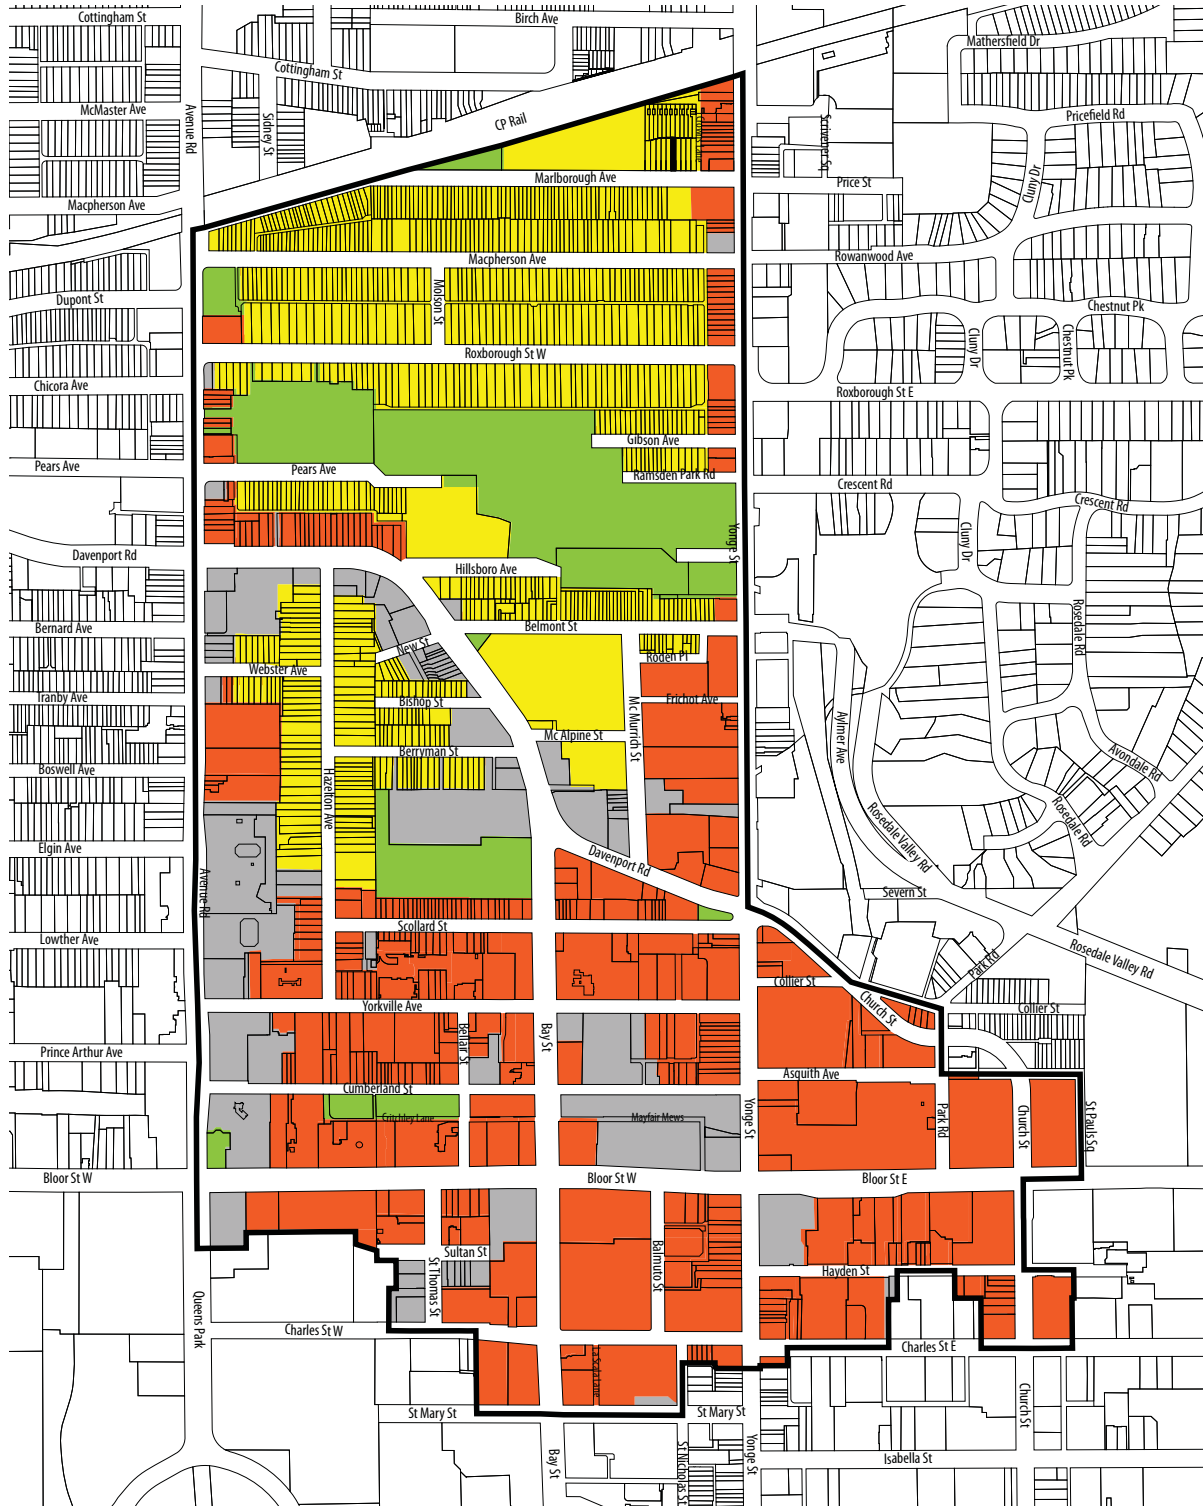 Cottingham St
Birch Ave
Mathersfield Dr
Cottingham St
McMaster Ave
Avenue Rd
Sidney St
CP Rail
Pricefield Rd
Scrivener Sq
Marlborough Ave
Price St
Cluny Dr
Macpherson Ave
Macpherson Ave
Rowanwood Ave
Dupont St
Molson St
Chestnut Pk
Cluny Dr
Chestnut Pk
Roxborough St W
Chicora Ave
Roxborough St E
Gibson Ave
Pears Ave
Pears Ave
Ramsden Park Rd
Crescent Rd
Crescent Rd
Yonge St
Cluny Dr
Davenport Rd
Hillsboro Ave
Bernard Ave
Belmont St
Rosedale Rd
New St
Roden Pl
Webster Ave
Tranby Ave
Bishop St
Frichot Ave
Mc Murrich St
Aylmer Ave
Mc Alpine St
Berryman St
Avondale Rd
Boswell Ave
Hazelton Ave
Rosedale Rd
Rosedale Valley Rd
Elgin Ave
Davenport Rd
Avenue Rd
Severn St
Scollard St
Lowther Ave
Rosedale Valley Rd
Park Rd
Collier St
Yorkville Ave
Church St
Collier St
Bellair St
Bay St
Prince Arthur Ave
Asquith Ave
Cumberland St
Critchley Lane
Mayfair Mews
Yonge St
Park Rd
Church St
St Pauls Sq
Bloor St W
Bloor St W
Bloor St E
Sultan St
Balmuto St
Hayden St
St Thomas St
Queens Park
Charles St W
Charles St E
La Scala Lane
St Mary St
St Mary St
Church St
Yonge St
Bay St
St Nicholas St
Isabella St